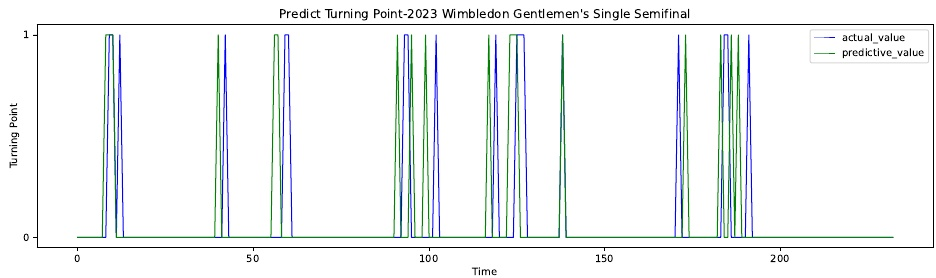 Predict Turning Point-2023 Wimbledon Gentlemen's Single Semifinal
actual_value
predictive_value
1
0
Turning Point
0 50 100 150 200
Time